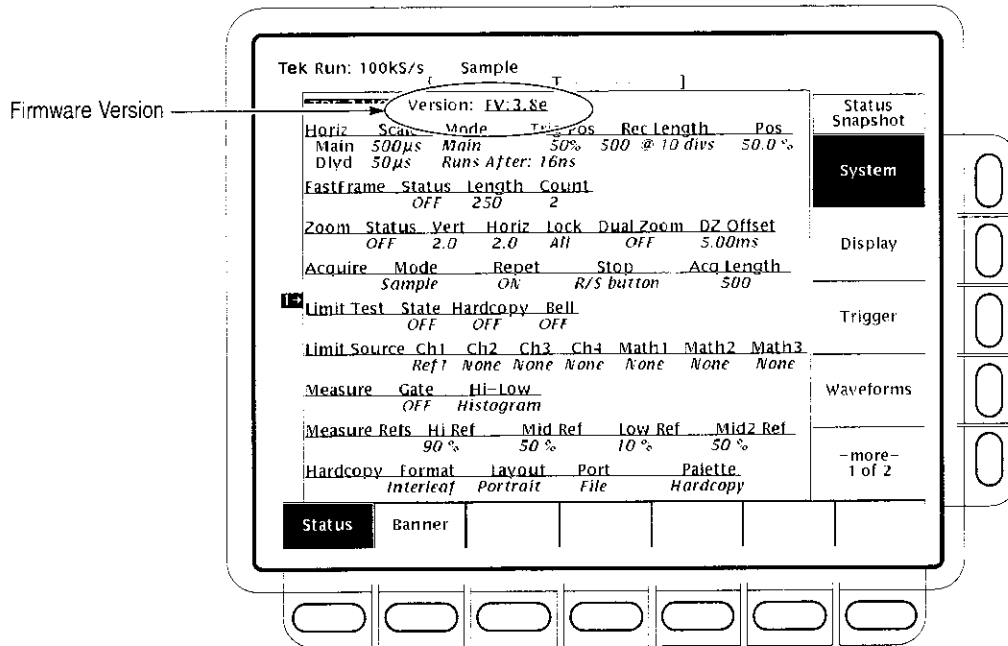 Tek Run: 100kS/s Sample
[ T ]
Firmware Version
Version: FV:3.8e
Horiz Scale Mode Trig Pos Rec Length Pos
Main 500µs Main 50% 500 @ 10 divs 50.0 %
Dlyd 50µs Runs After: 16ns
FastFrame Status Length Count
OFF 250 2
Zoom Status Vert Horiz Lock Dual Zoom DZ Offset
OFF 2.0 2.0 All OFF 5.00ms
Acquire Mode Repet Stop Acq Length
Sample ON R/S button 500
1→
Limit Test State Hardcopy Bell
OFF OFF OFF
Limit Source Ch1 Ch2 Ch3 Ch4 Math1 Math2 Math3
Ref1 None None None None None None
Measure Gate Hi-Low
OFF Histogram
Measure Refs Hi Ref Mid Ref Low Ref Mid2 Ref
90 % 50 % 10 % 50 %
Hardcopy Format Layout Port Palette
Interleaf Portrait File Hardcopy
Status
Snapshot
System
Display
Trigger
Waveforms
-more-
1 of 2
Status Banner